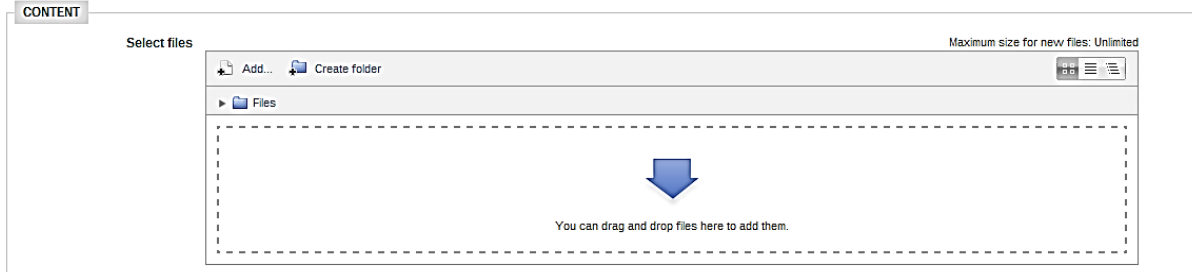 CONTENT
Select files
Maximum size for new files: Unlimited
Add... Create folder
Files
You can drag and drop files here to add them.